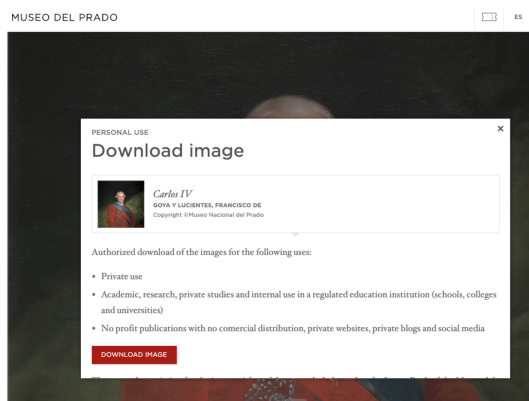 MUSEO DEL PRADO
ES
PERSONAL USE
×
Download image
Carlos IV
GOYA Y LUCIENTES, FRANCISCO DE
Copyright ©Museo Nacional del Prado
Authorized download of the images for the following uses:
• Private use
• Academic, research, private studies and internal use in a regulated education institution (schools, colleges
and universities)
• No profit publications with no comercial distribution, private websites, private blogs and social media
DOWNLOAD IMAGE